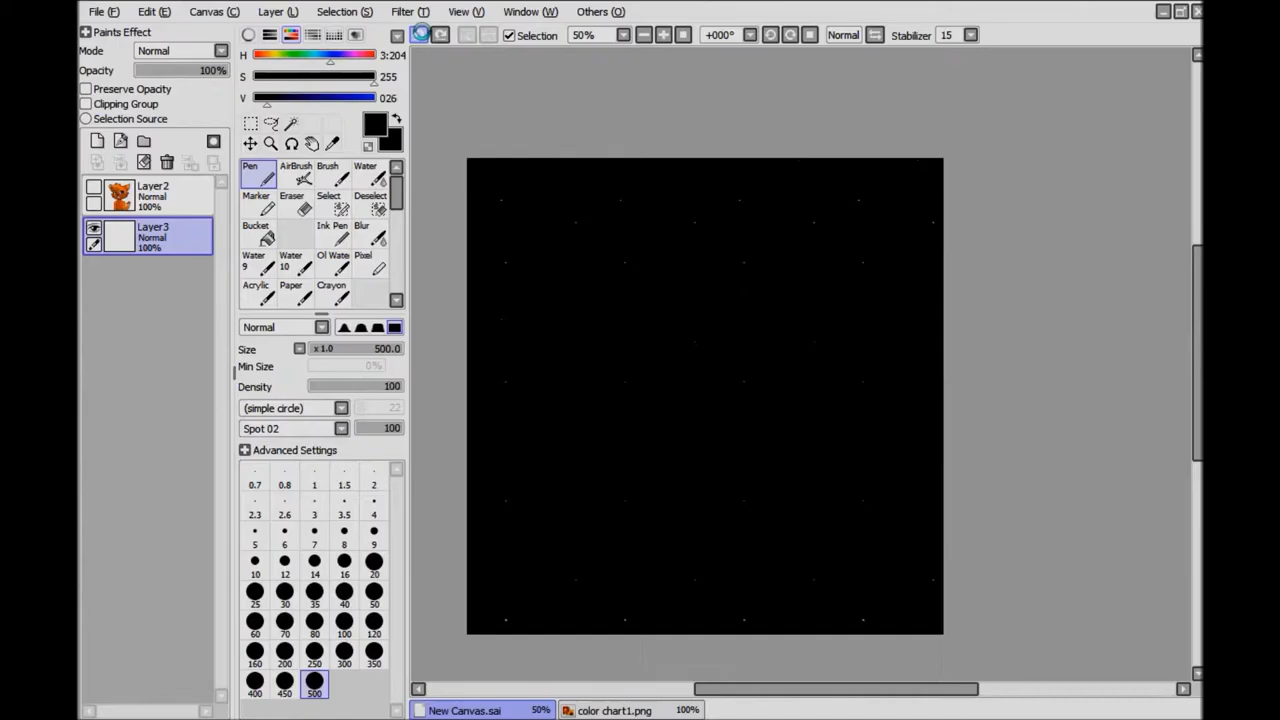 File (F) Edit (E) Canvas (C) Layer (L) Selection (S) Filter (T) View (V) Window (W) Others (O)
Paints Effect
Mode Normal
Opacity 100%
Preserve Opacity
Clipping Group
Selection Source
Layer2
Normal
100%
Layer3
Normal
100%
H 3:204
S 255
V 026
Selection 50% +000° Normal Stabilizer 15
Pen AirBrush Brush Water
Marker Eraser Select Deselect
Bucket Ink Pen Blur
Water 9 Water 10 Oil Wate Pixel
Acrylic Paper Crayon
Normal
Size x 1.0 500.0
Min Size 0%
Density 100
(simple circle) 22
Spot 02 100
Advanced Settings
0.7 0.8 1 1.5 2
2.3 2.6 3 3.5 4
5 6 7 8 9
10 12 14 16 20
25 30 35 40 50
60 70 80 100 120
160 200 250 300 350
400 450 500
New Canvas.sai 50% color chart1.png 100%